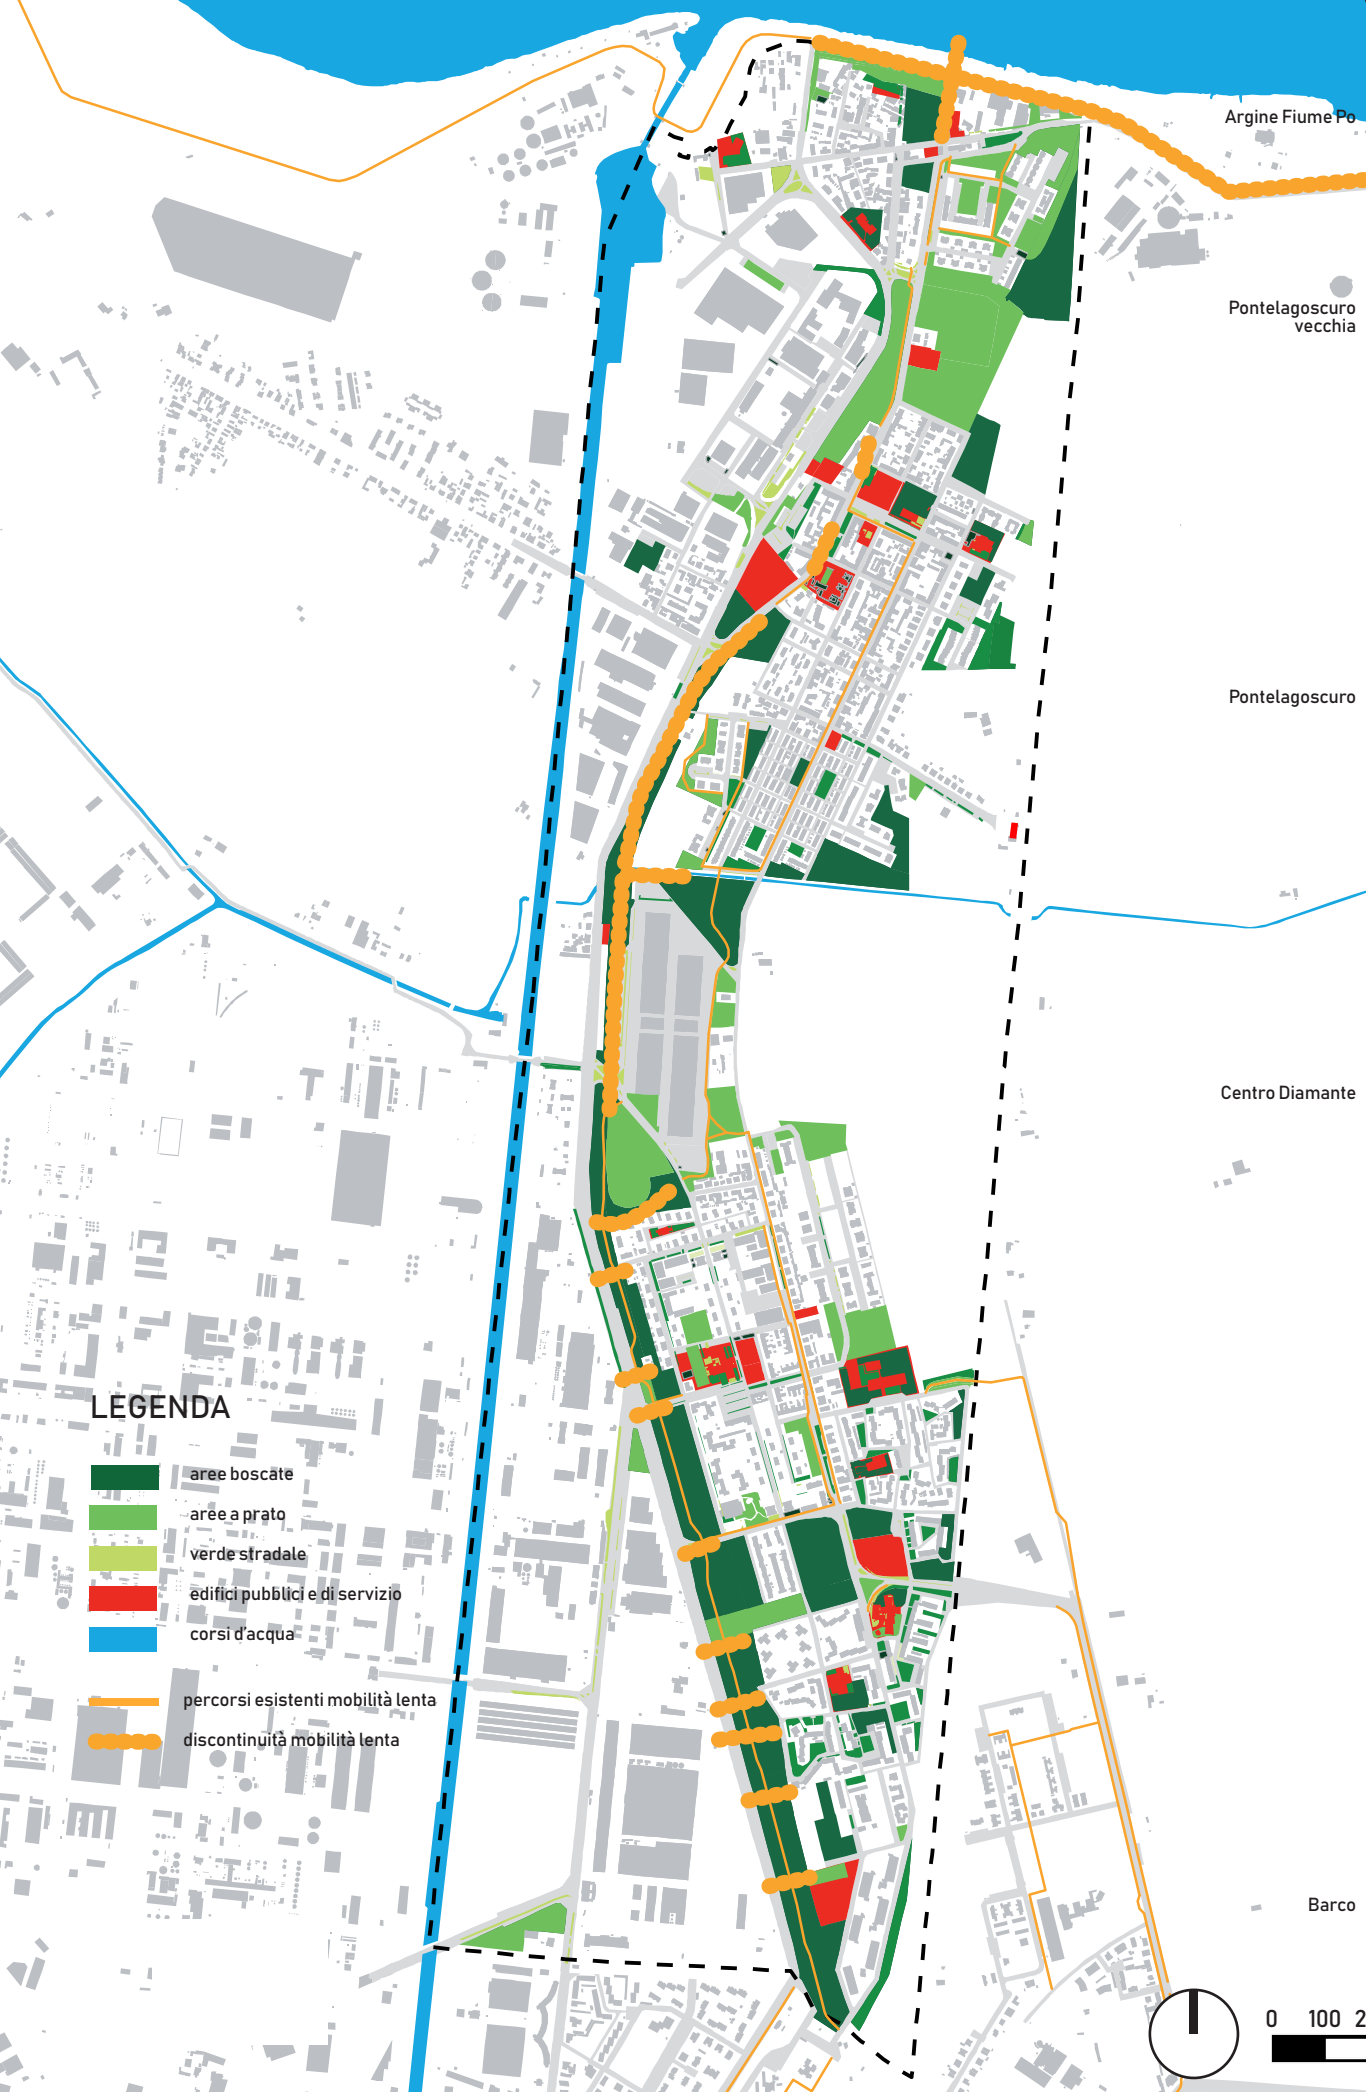 Argine Fiume Po
Pontelagoscuro
vecchia
Pontelagoscuro
Centro Diamante
LEGENDA
aree boscate
aree a prato
verde stradale
edifici pubblici e di servizio
corsi d'acqua
percorsi esistenti mobilità lenta
discontinuità mobilità lenta
Barco
0 100 2